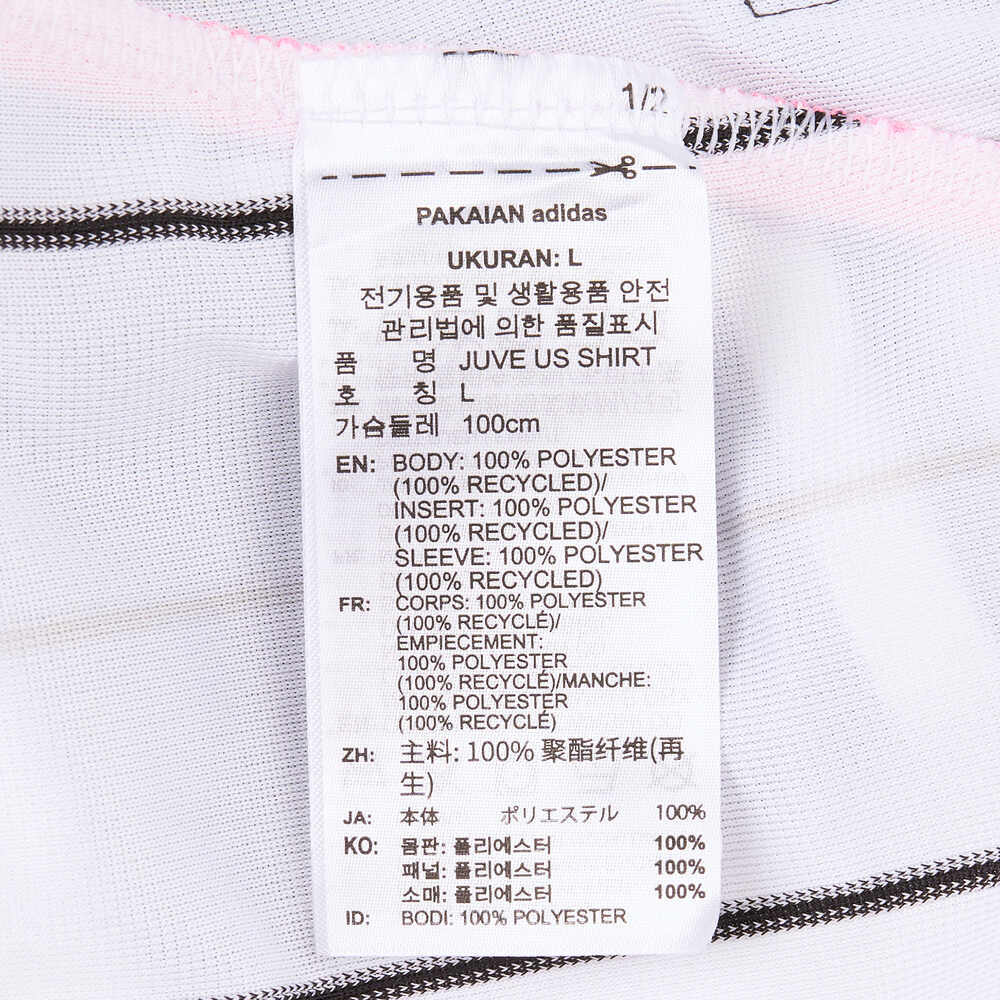 1/2
PAKAIAN adidas
UKURAN: L
전기용품 및 생활용품 안전
관리법에 의한 품질표시
품 명 JUVE US SHIRT
호 칭 L
가슴둘레 100cm
EN: BODY: 100% POLYESTER
(100% RECYCLED)/
INSERT: 100% POLYESTER
(100% RECYCLED)/
SLEEVE: 100% POLYESTER
(100% RECYCLED)
FR: CORPS: 100% POLYESTER
(100% RECYCLÉ)/
EMPIECEMENT:
100% POLYESTER
(100% RECYCLÉ)/MANCHE:
100% POLYESTER
(100% RECYCLÉ)
ZH: 主料: 100% 聚酯纤维(再
生)
JA: 本体 ポリエステル 100%
KO: 몸판: 폴리에스터 100%
패널: 폴리에스터 100%
소매: 폴리에스터 100%
ID: BODI: 100% POLYESTER